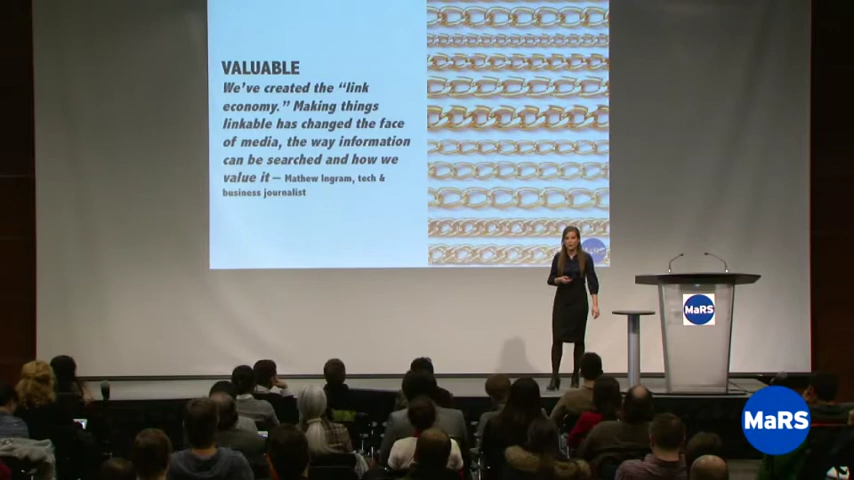 VALUABLE
We've created the "link
economy." Making things
linkable has changed the face
of media, the way information
can be searched and how we
value it — Mathew Ingram, tech &
business journalist
MaRS
MaRS